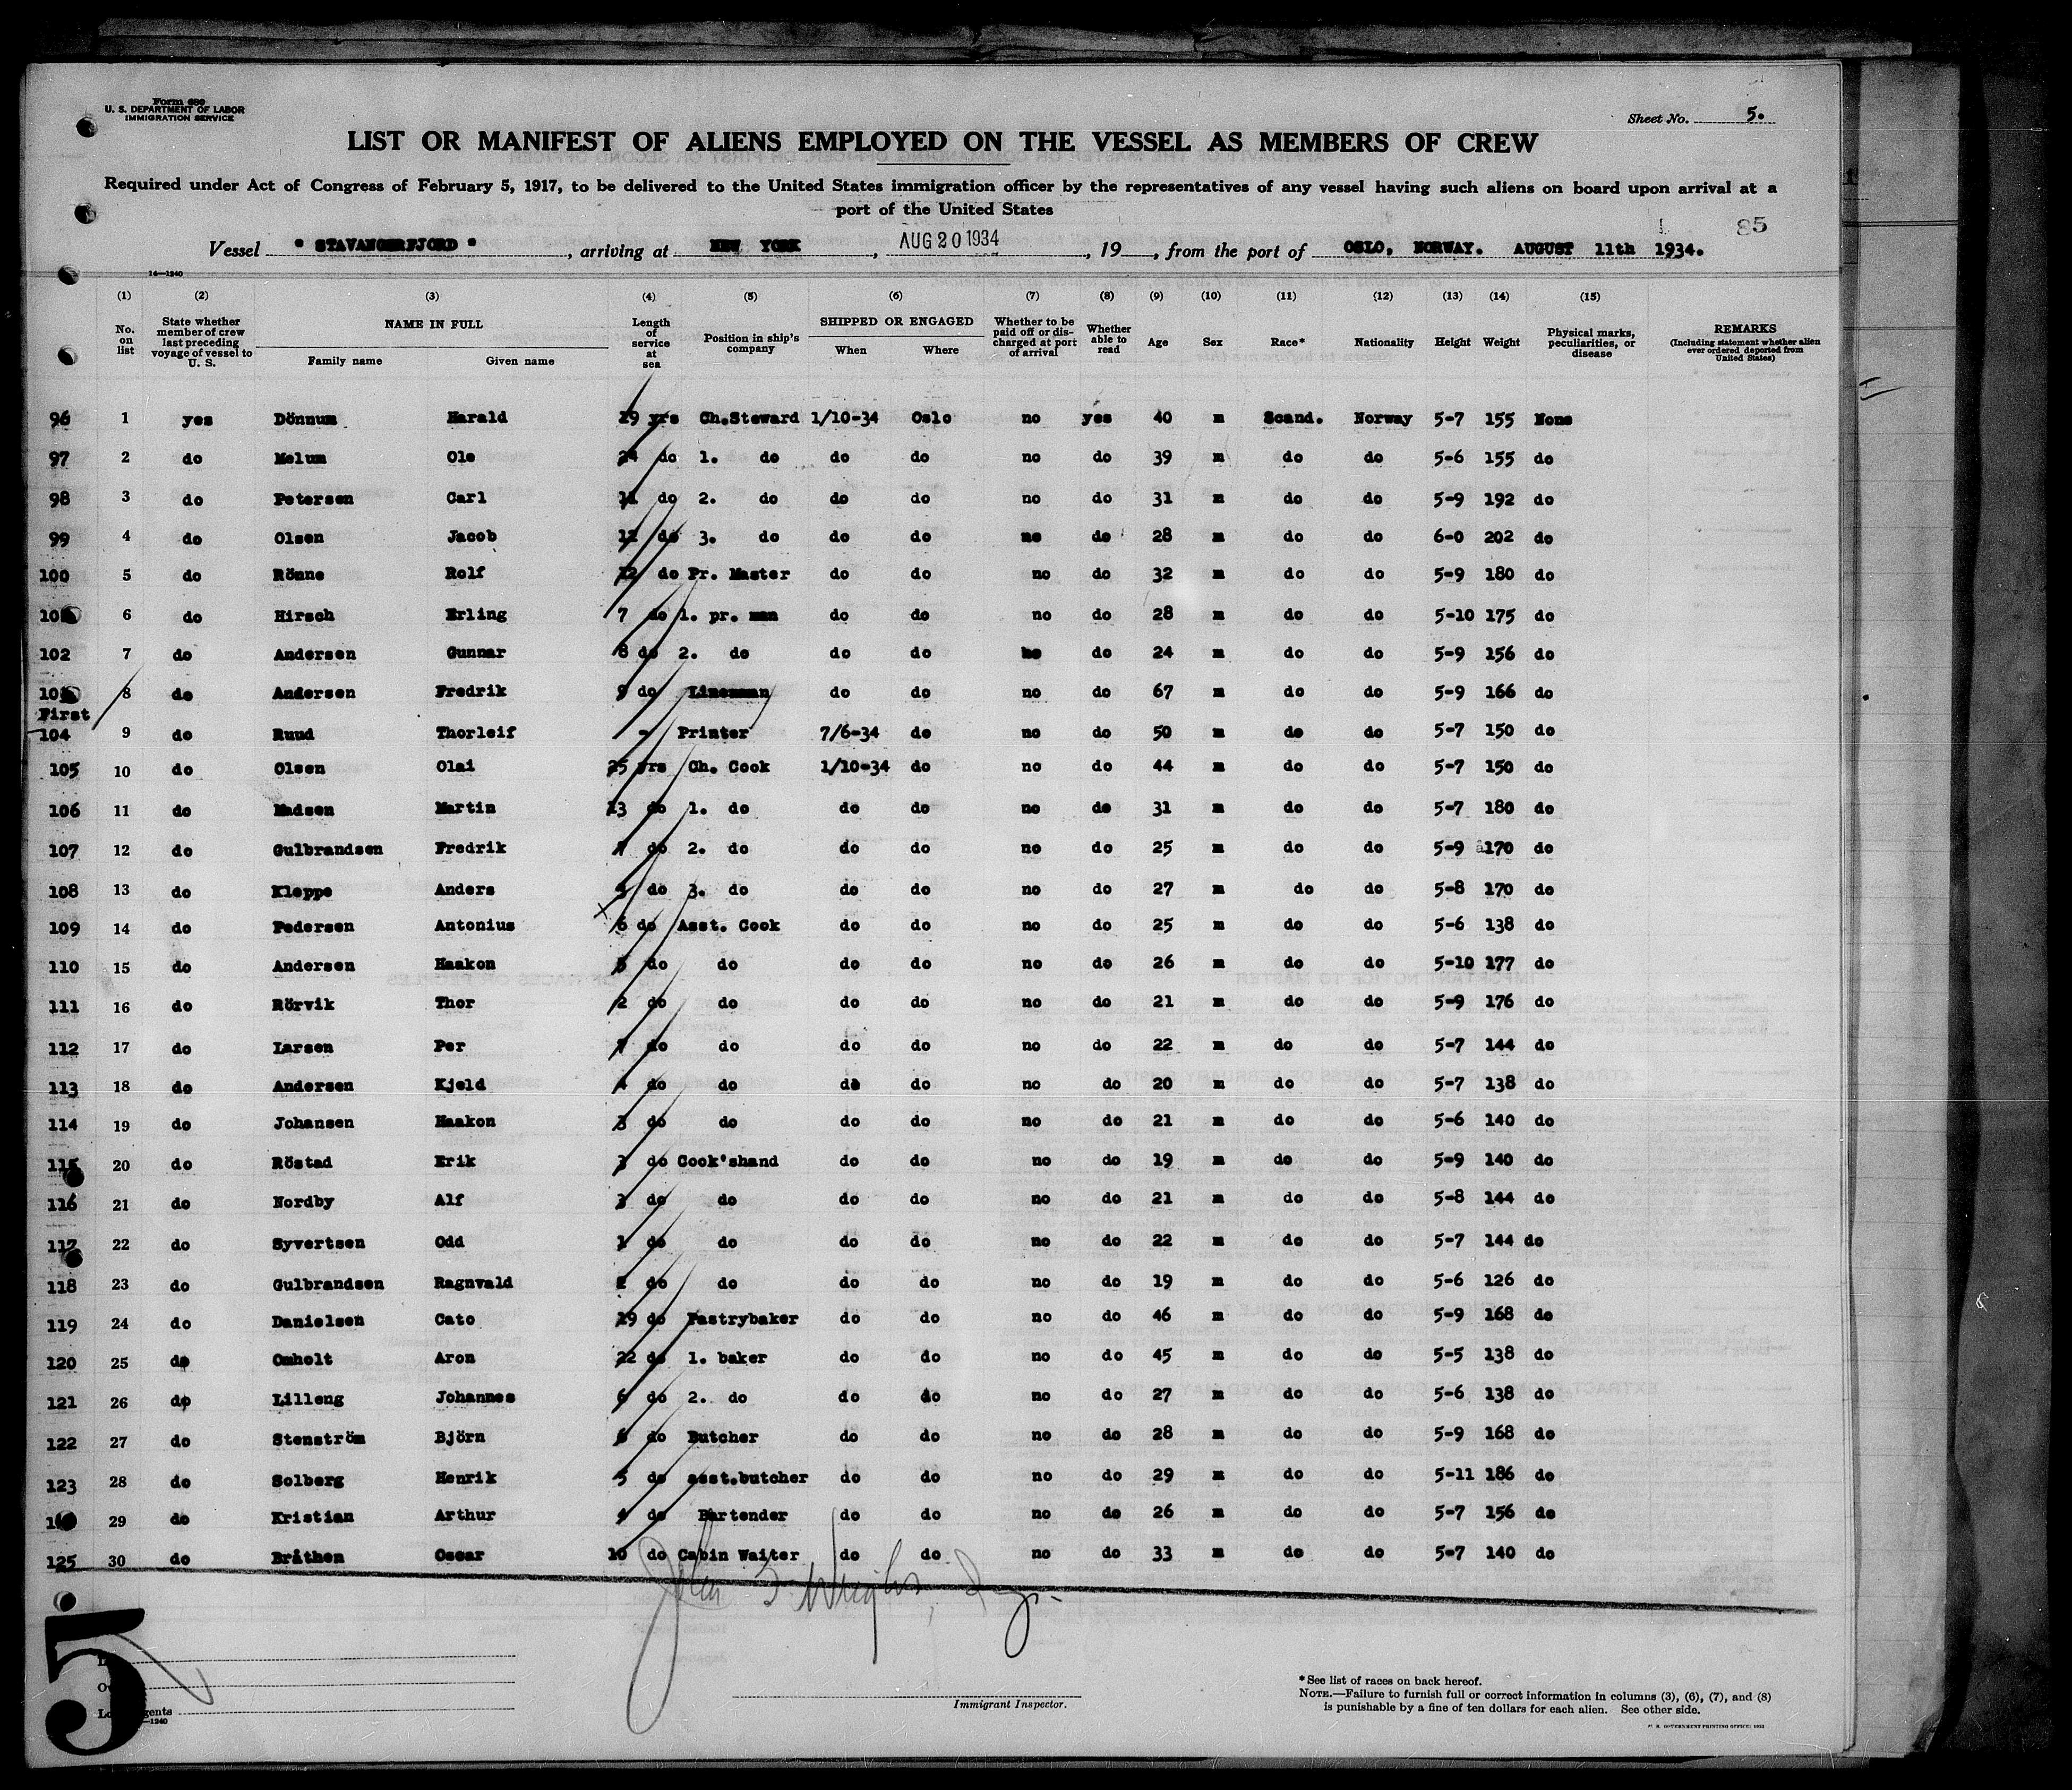 Form 680
U. S. DEPARTMENT OF LABOR
IMMIGRATION SERVICE
Sheet No. 5.
LIST OR MANIFEST OF ALIENS EMPLOYED ON THE VESSEL AS MEMBERS OF CREW
Required under Act of Congress of February 5, 1917, to be delivered to the United States immigration officer by the representatives of any vessel having such aliens on board upon arrival at a
port of the United States
85
Vessel " STAVANGERFJORD " , arriving at NEW YORK , AUG 20 1934 , 19 , from the port of OSLO, NORWAY. AUGUST 11th 1934.
14—1240
(1) (2) (3) (4) (5) (6) (7) (8) (9) (10) (11) (12) (13) (14) (15)
No. on list State whether member of crew last preceding voyage of vessel to U. S. NAME IN FULL Family name Given name Length of service at sea Position in ship's company SHIPPED OR ENGAGED When Where Whether to be paid off or discharged at port of arrival Whether able to read Age Sex Race* Nationality Height Weight Physical marks, peculiarities, or disease REMARKS (Including statement whether alien ever ordered deported from United States)
96 1 yes Dönnum Harald 19 yrs Ch.Steward 1/10-34 Oslo no yes 40 m Scand. Norway 5-7 155 None
97 2 do Melum Ole 24 do 1. do do do no do 39 m do do 5-6 155 do
98 3 do Petersen Carl 11 do 2. do do do no do 31 m do do 5-9 192 do
99 4 do Olsen Jacob 12 do 3. do do do no do 28 m do do 6-0 202 do
100 5 do Rönne Rolf 12 do Pr. Master do do no do 32 m do do 5-9 180 do
6 do Hirsch Erling 7 do 1. pr. man do do no do 28 m do do 5-10 175 do
102 7 do Andersen Gunnar 8 do 2. do do do no do 24 m do do 5-9 156 do
8 do Andersen Fredrik 9 do Linenman do do no do 67 m do do 5-9 166 do
First
104 9 do Ruud Thorleif - Printer 7/6-34 do no do 50 m do do 5-7 150 do
105 10 do Olsen Olai 25 yrs Ch. Cook 1/10-34 do no do 44 m do do 5-7 150 do
106 11 do Madsen Martin 13 do 1. do do do no do 31 m do do 5-7 180 do
107 12 do Gulbrandsen Fredrik 7 do 2. do do do no do 25 m do do 5-9 170 do
108 13 do Kleppe Anders do 3. do do do no do 27 m do do 5-8 170 do
109 14 do Pedersen Antonius 6 do Asst. Cook do do no do 25 m do do 5-6 138 do
110 15 do Andersen Haakon 5 do do do do no do 26 m do do 5-10 177 do
111 16 do Rörvik Thor 2 do do do do no do 21 m do do 5-9 176 do
112 17 do Larsen Per 7 do do do do no do 22 m do do 5-7 144 do
113 18 do Andersen Kjeld 4 do do do do no do 20 m do do 5-7 138 do
114 19 do Johansen Haakon 3 do do do do no do 21 m do do 5-6 140 do
115 20 do Röstad Erik 3 do Cook'shand do do no do 19 m do do 5-9 140 do
116 21 do Nordby Alf 3 do do do do no do 21 m do do 5-8 144 do
117 22 do Syvertsen Odd 1 do do do do no do 22 m do do 5-7 144 do
118 23 do Gulbrandsen Ragnvald 2 do do do do no do 19 m do do 5-6 126 do
119 24 do Danielsen Cato 19 do Pastrybaker do do no do 46 m do do 5-9 168 do
120 25 do Omholt Aron 22 do 1. baker do do no do 45 m do do 5-5 138 do
121 26 do Lilleng Johannes 6 do 2. do do do no do 27 m do do 5-6 138 do
122 27 do Stenström Björn 6 do Butcher do do no do 28 m do do 5-9 168 do
123 28 do Solberg Henrik 5 do asst.butcher do do no do 29 m do do 5-11 186 do
29 do Kristian Arthur 4 do Bartender do do no do 26 m do do 5-7 156 do
125 30 do Bråthen Oscar 10 do Cabin Waiter do do no do 33 m do do 5-7 140 do
5
Immigrant Inspector.
* See list of races on back hereof.
NOTE.—Failure to furnish full or correct information in columns (3), (6), (7), and (8)
is punishable by a fine of ten dollars for each alien. See other side.